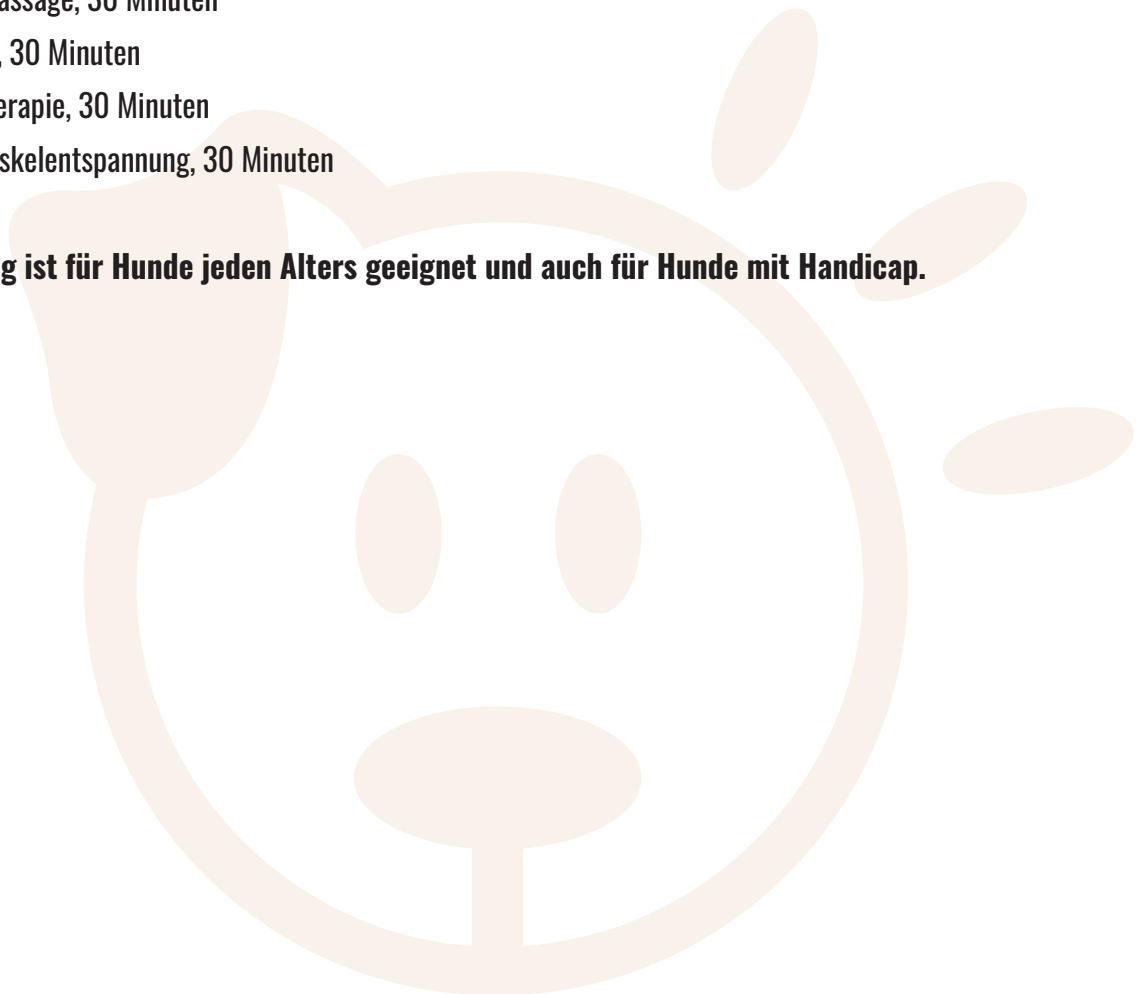 assage, 30 Minuten
, 30 Minuten
erapie, 30 Minuten
skelentspannung, 30 Minuten
g ist für Hunde jeden Alters geeignet und auch für Hunde mit Handicap.